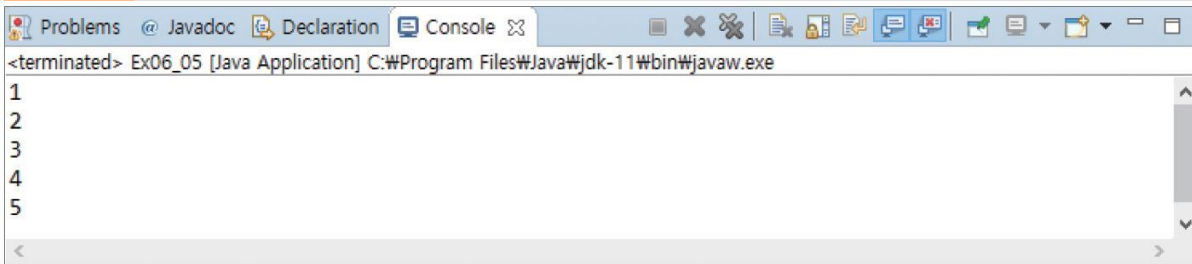 Problems @ Javadoc Declaration Console
<terminated> Ex06_05 [Java Application] C:₩Program Files₩Java₩jdk-11₩bin₩javaw.exe
1
2
3
4
5